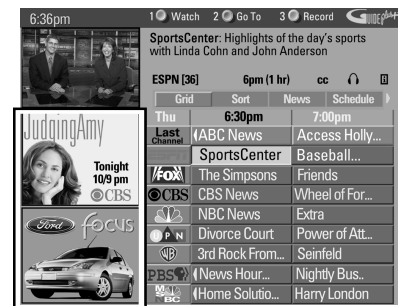 6:36pm
1 Watch 2 Go To 3 Record GUIDE plus+
SportsCenter: Highlights of the day's sports
with Linda Cohn and John Anderson
ESPN [36] 6pm (1 hr) cc
Grid Sort News Schedule
Thu 6:30pm 7:00pm
Last Channel ABC News Access Holly...
SportsCenter Baseball...
FOX The Simpsons Friends
CBS CBS News Wheel of For...
NBC News Extra
UPN Divorce Court Power of Att...
WB 3rd Rock From... Seinfeld
PBS News Hour... Nightly Bus..
MSNBC Home Solutio... Harry London
JudgingAmy
Tonight
10/9 pm
CBS
Ford focus